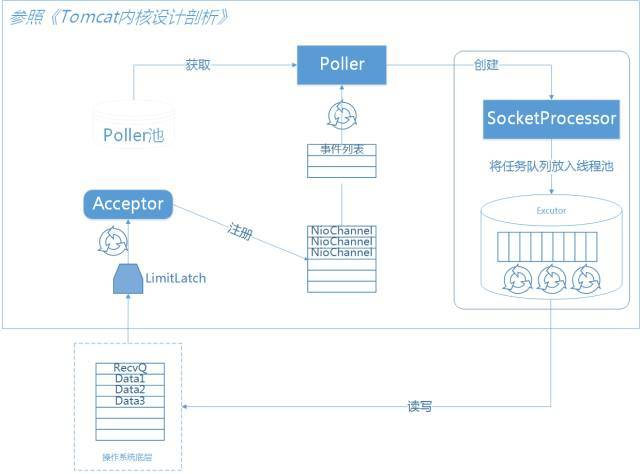 参照《Tomcat内核设计剖析》
获取
Poller
创建
Poller池
SocketProcessor
事件列表
将任务队列放入线程池
Acceptor
注册
Excutor
NioChannel
NioChannel
NioChannel
LimitLatch
RecvQ
Data1
Data2
Data3
读写
操作系统底层